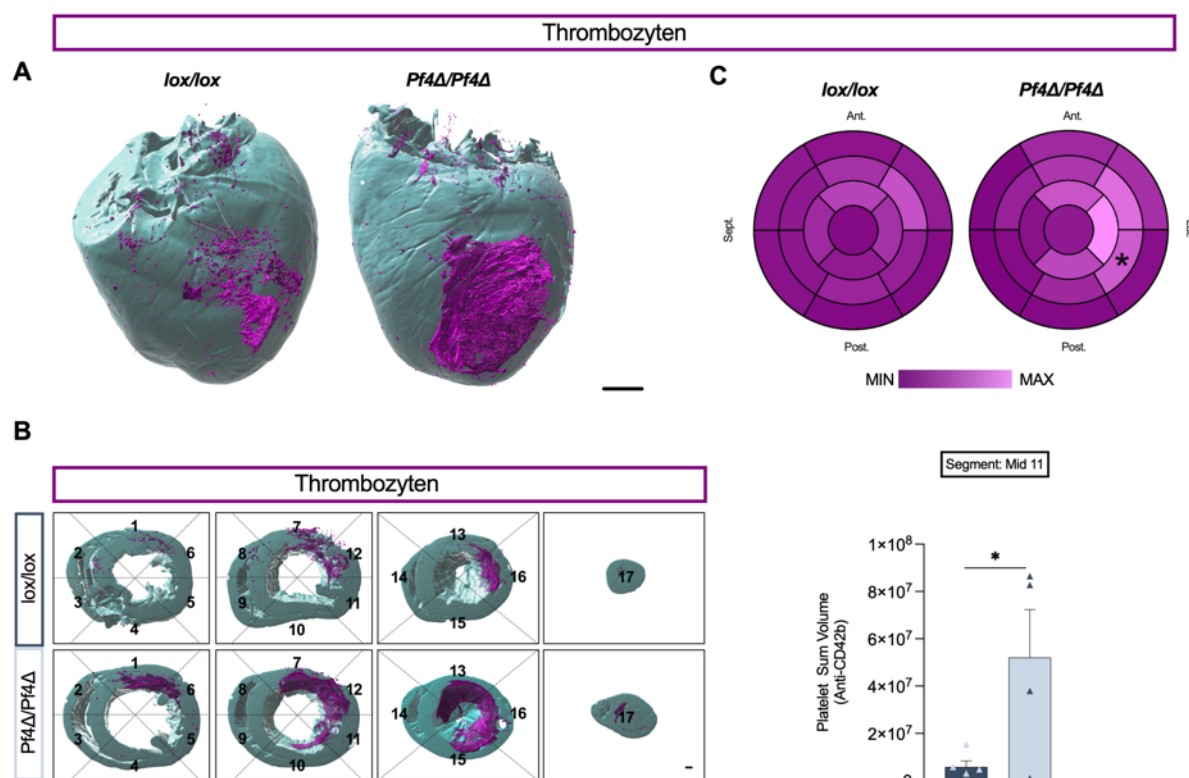 Thrombozyten
A
lox/lox
Pf4Δ/Pf4Δ
C
lox/lox
Pf4Δ/Pf4Δ
Ant.
Ant.
Sept.
*
Post.
Post.
MIN
MAX
B
Thrombozyten
lox/lox
1
2
3
4
5
6
7
8
9
10
11
12
13
14
15
16
17
Pf4Δ/Pf4Δ
1
2
3
4
5
6
7
8
9
10
11
12
13
14
15
16
17
Segment: Mid 11
Platelet Sum Volume
(Anti-CD42b)
1×10⁸
8×10⁷
6×10⁷
4×10⁷
2×10⁷
0
*